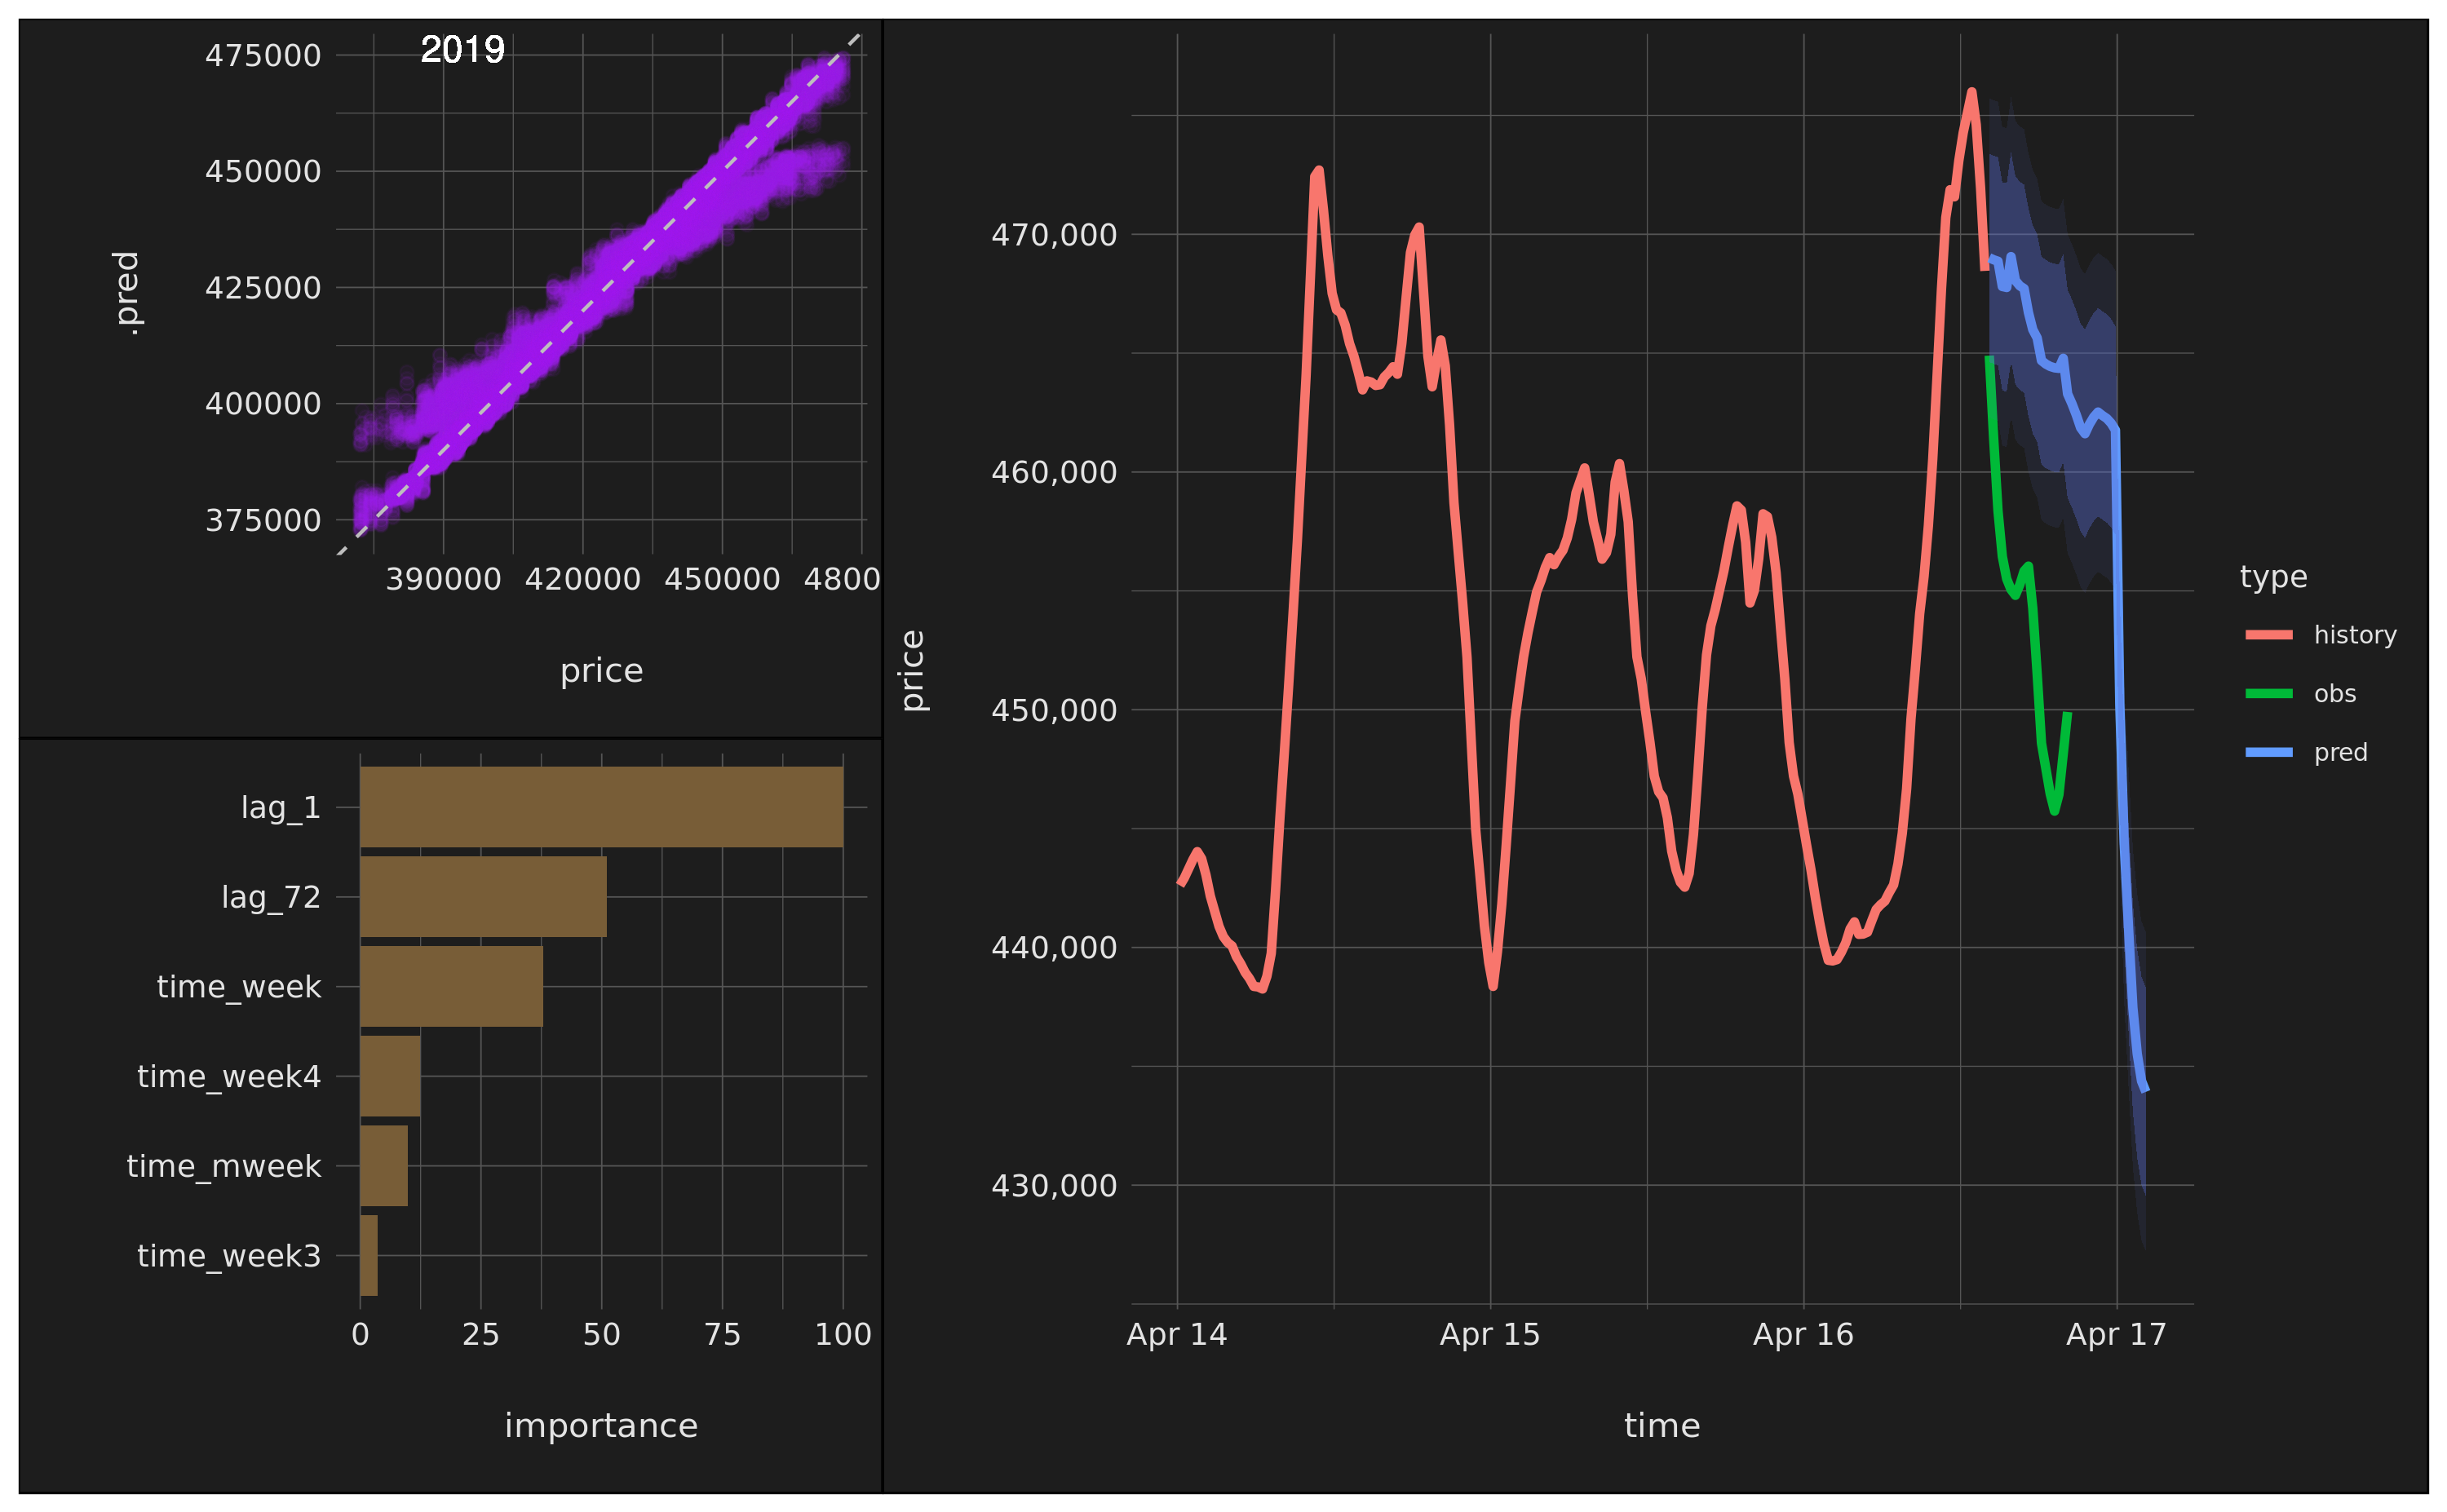 2019
475000
450000
425000
400000
375000
.pred
390000 420000 450000 4800
price
lag_1
lag_72
time_week
time_week4
time_mweek
time_week3
0 25 50 75 100
importance
470,000
460,000
450,000
440,000
430,000
price
Apr 14 Apr 15 Apr 16 Apr 17
time
type
history
obs
pred